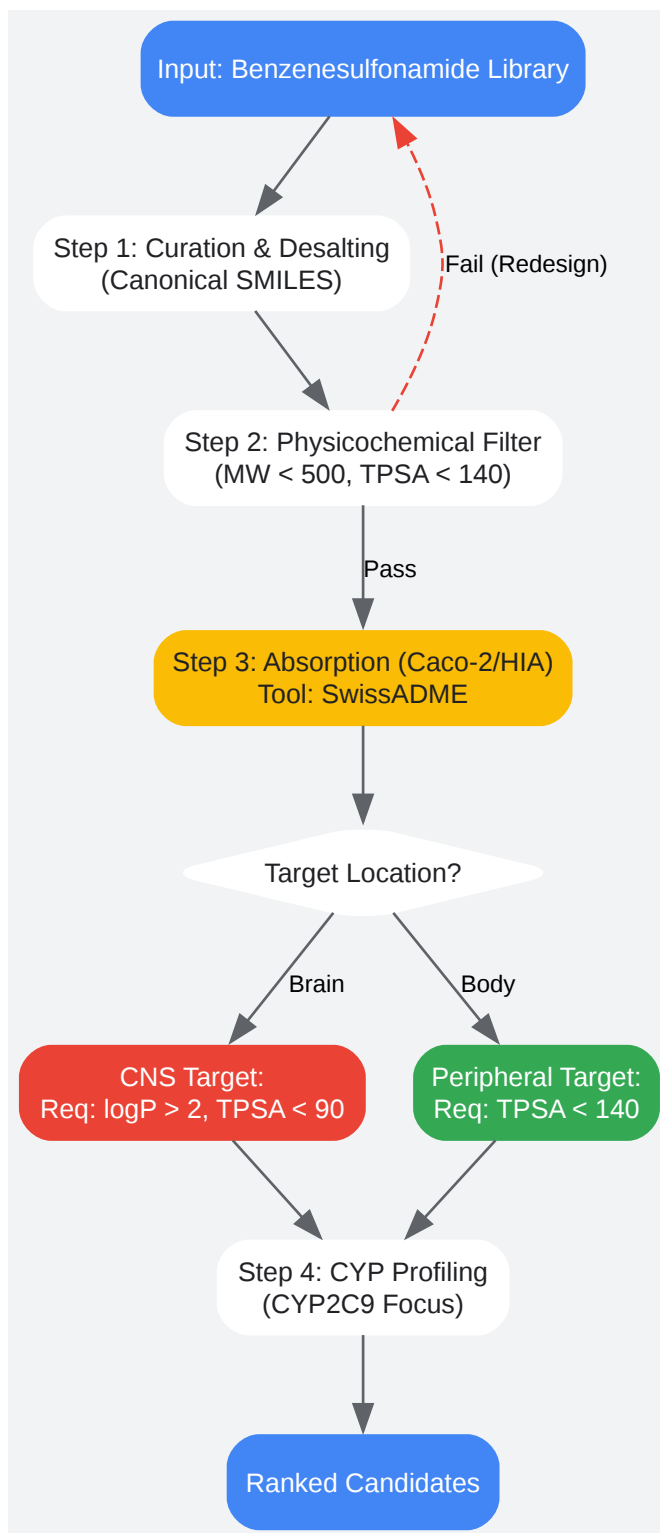 Input: Benzenesulfonamide Library
Step 1: Curation & Desalting
(Canonical SMILES)
Fail (Redesign)
Step 2: Physicochemical Filter
(MW < 500, TPSA < 140)
Pass
Step 3: Absorption (Caco-2/HIA)
Tool: SwissADME
Target Location?
Brain
Body
CNS Target:
Req: logP > 2, TPSA < 90
Peripheral Target:
Req: TPSA < 140
Step 4: CYP Profiling
(CYP2C9 Focus)
Ranked Candidates